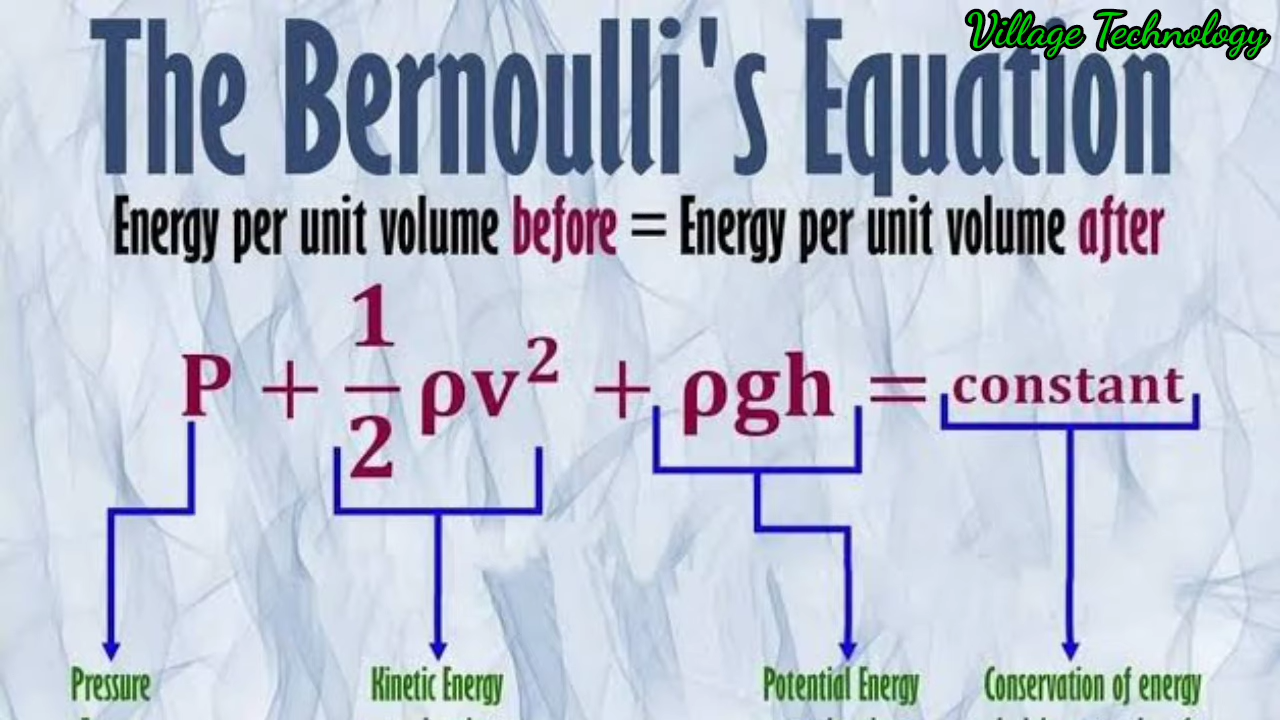 Village Technology
The Bernoulli's Equation
Energy per unit volume before = Energy per unit volume after
P + 1/2 ρv² + ρgh = constant
Pressure Kinetic Energy Potential Energy Conservation of energy